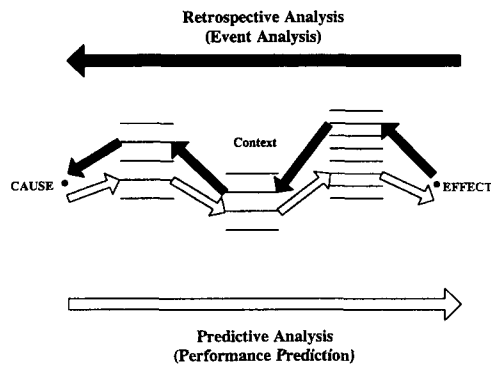 Retrospective Analysis
(Event Analysis)
Context
CAUSE
EFFECT
Predictive Analysis
(Performance Prediction)